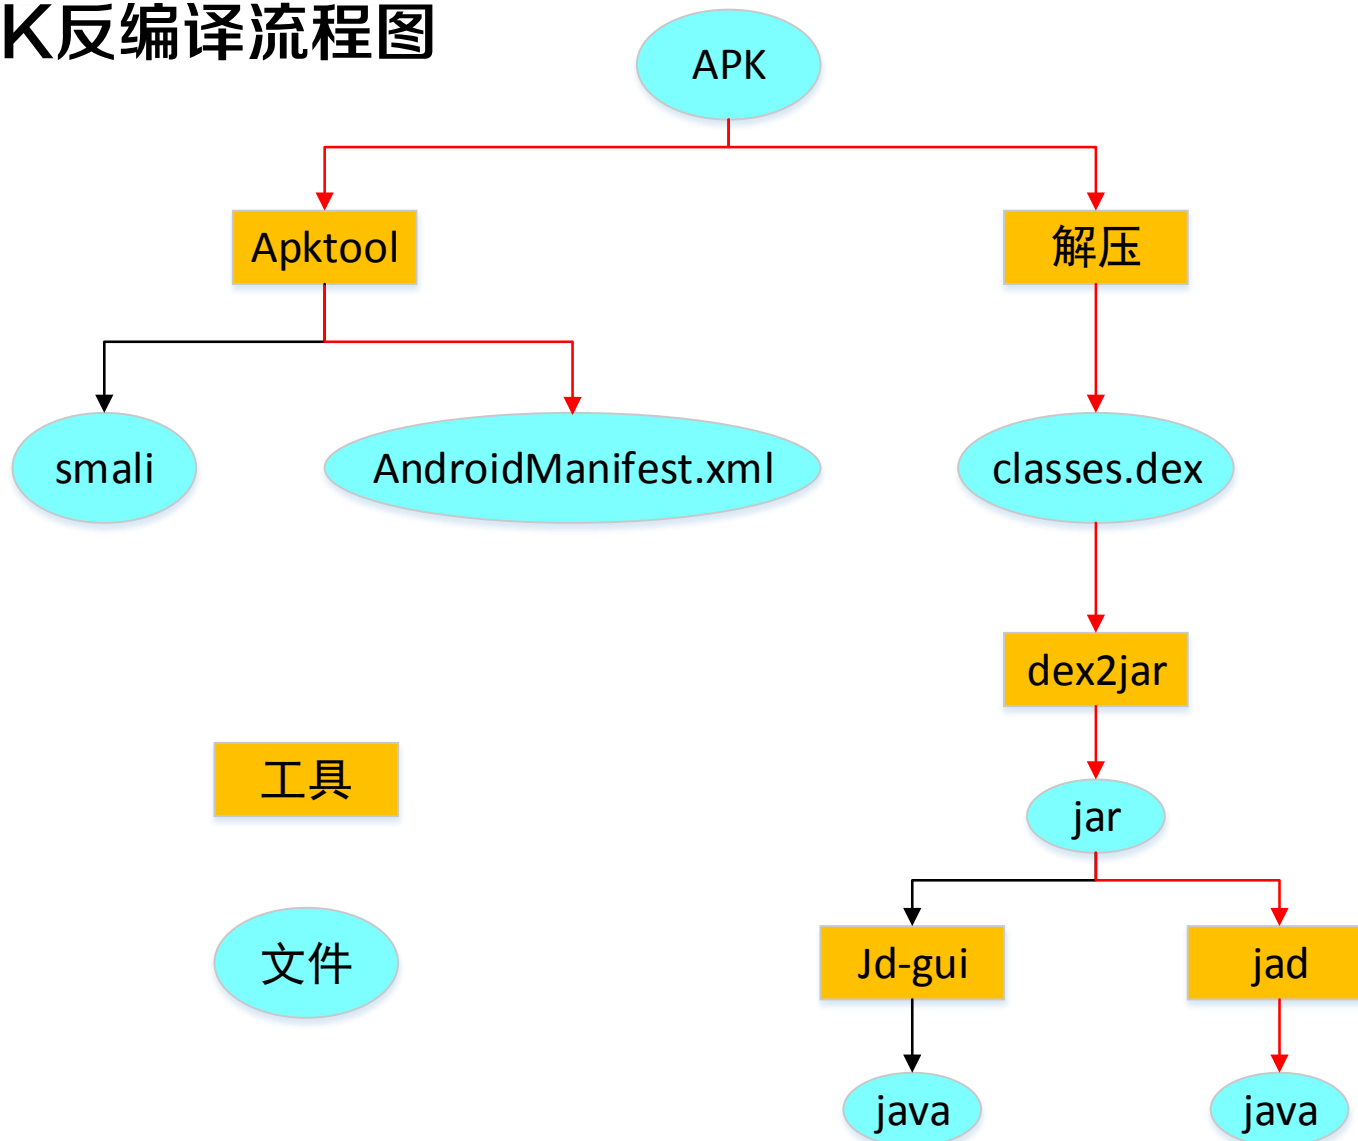 K反编译流程图
APK
Apktool
解压
smali
AndroidManifest.xml
classes.dex
dex2jar
工具
jar
文件
Jd-gui
jad
java
java